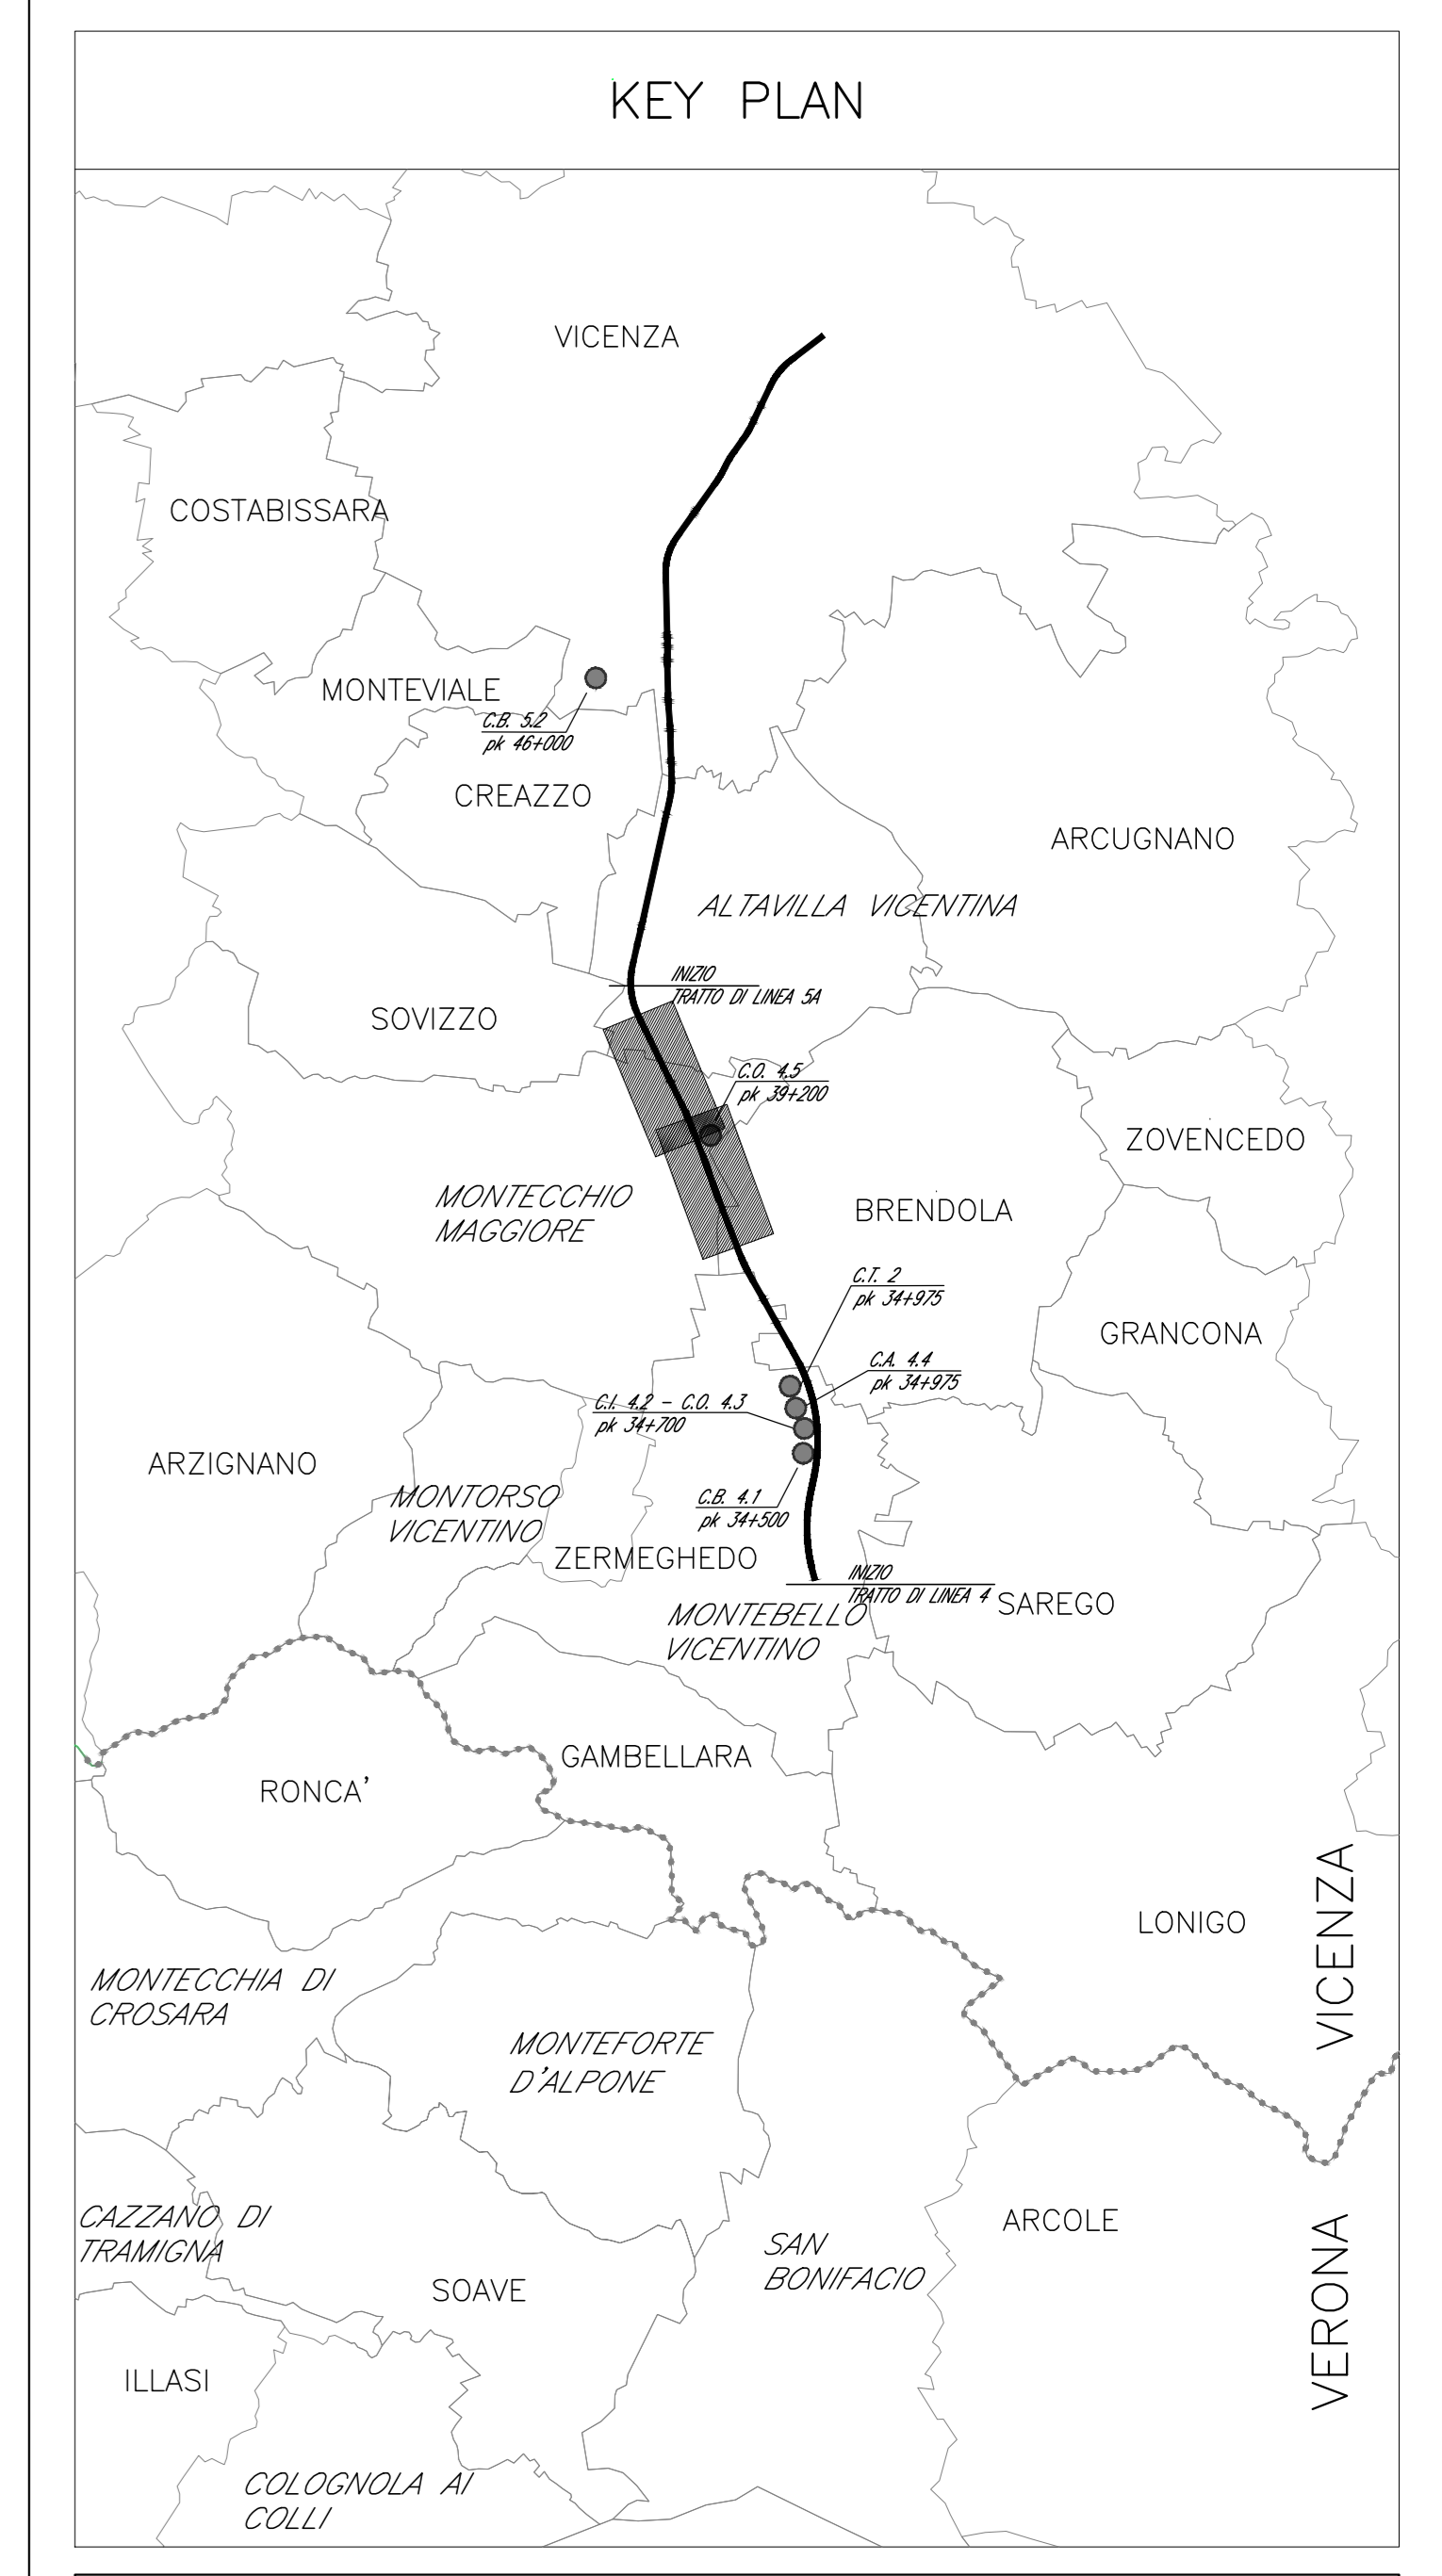 KEY PLAN
VICENZA
COSTABISSARA
MONTEVIALE
C.B. 5.2
pk 46+000
CREAZZO
ARCUGNANO
ALTAVILLA VICENTINA
INIZIO
TRATTO DI LINEA 5A
SOVIZZO
C.O. 4.5
pk 39+200
ZOVENCEDO
MONTECCHIO
MAGGIORE
BRENDOLA
C.T. 2
pk 34+975
GRANCONA
C.A. 4.4
pk 34+975
C.I. 4.2 - C.O. 4.3
pk 34+700
ARZIGNANO
MONTORSO
VICENTINO
C.B. 4.1
pk 34+500
ZERMEGHEDO
INIZIO
TRATTO DI LINEA 4
SAREGO
MONTEBELLO
VICENTINO
GAMBELLARA
RONCA'
LONIGO
VICENZA
MONTECCHIA DI
CROSARA
MONTEFORTE
D'ALPONE
CAZZANO DI
TRAMIGNA
ARCOLE
SAN
BONIFACIO
SOAVE
VERONA
ILLASI
COLOGNOLA AI
COLLI